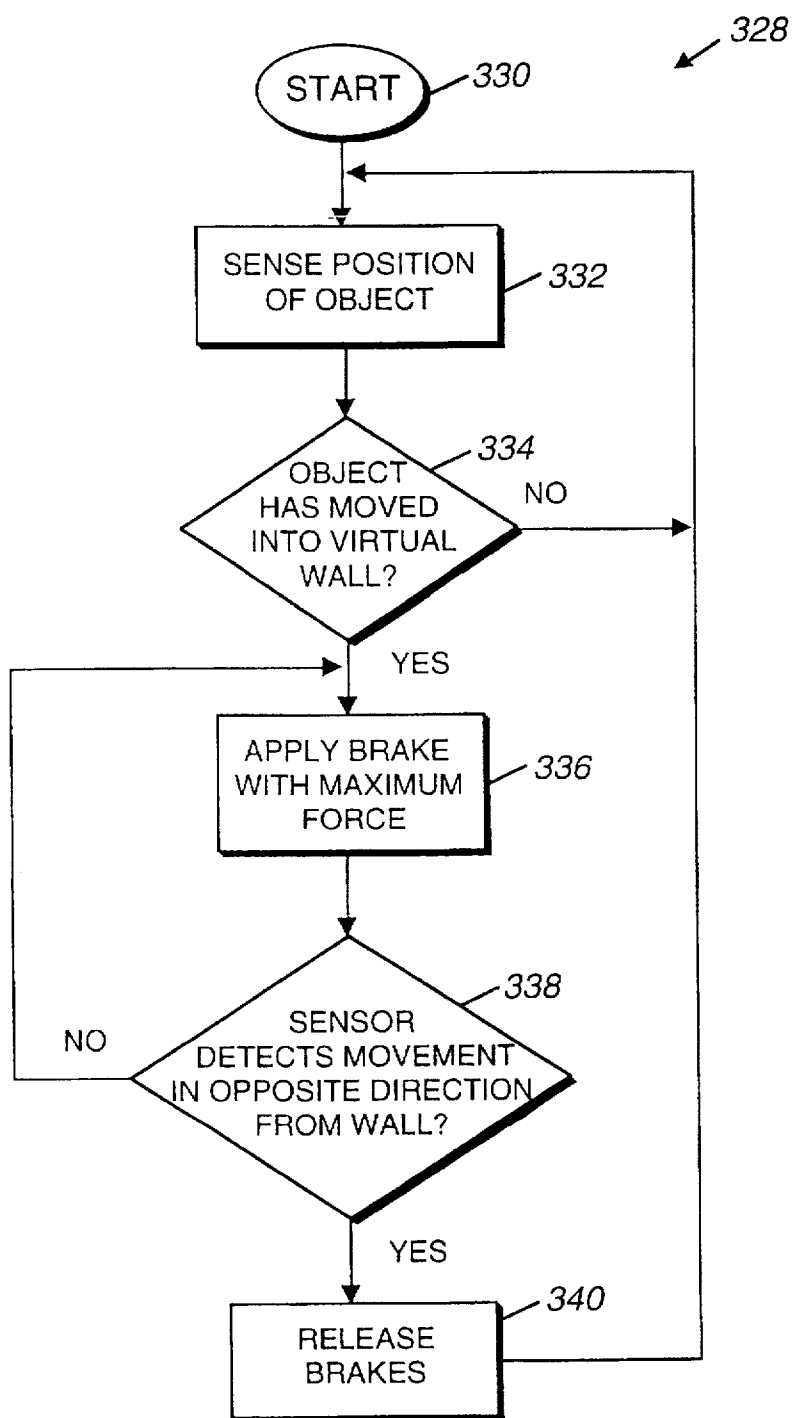 328
START
330
SENSE POSITION
OF OBJECT
332
334
OBJECT
HAS MOVED
INTO VIRTUAL
WALL?
NO
YES
APPLY BRAKE
WITH MAXIMUM
FORCE
336
338
SENSOR
DETECTS MOVEMENT
IN OPPOSITE DIRECTION
FROM WALL?
NO
YES
340
RELEASE
BRAKES